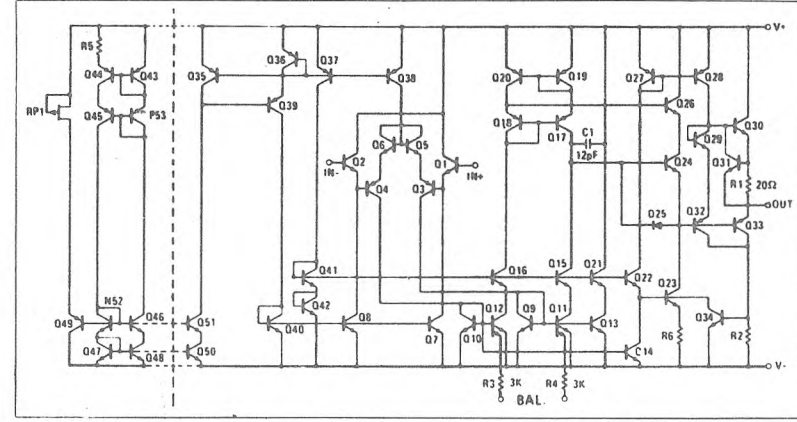 V+
R5
Q44
Q43
Q35
Q36
Q37
Q38
Q39
RP1
Q45
P53
Q20
Q19
Q27
Q28
Q26
Q18
Q17
C1
12pF
Q29
Q30
Q6
Q5
Q2
Q1
IN-
IN+
Q4
Q3
Q24
Q31
R1
20Ω
OUT
D25
Q32
Q33
Q41
Q16
Q15
Q21
Q22
Q23
Q42
N52
Q49
Q46
Q51
Q40
Q8
Q7
Q10
Q12
Q9
Q11
Q13
Q34
R6
R2
Q47
Q48
Q50
C14
V-
R3
3K
R4
3K
BAL.